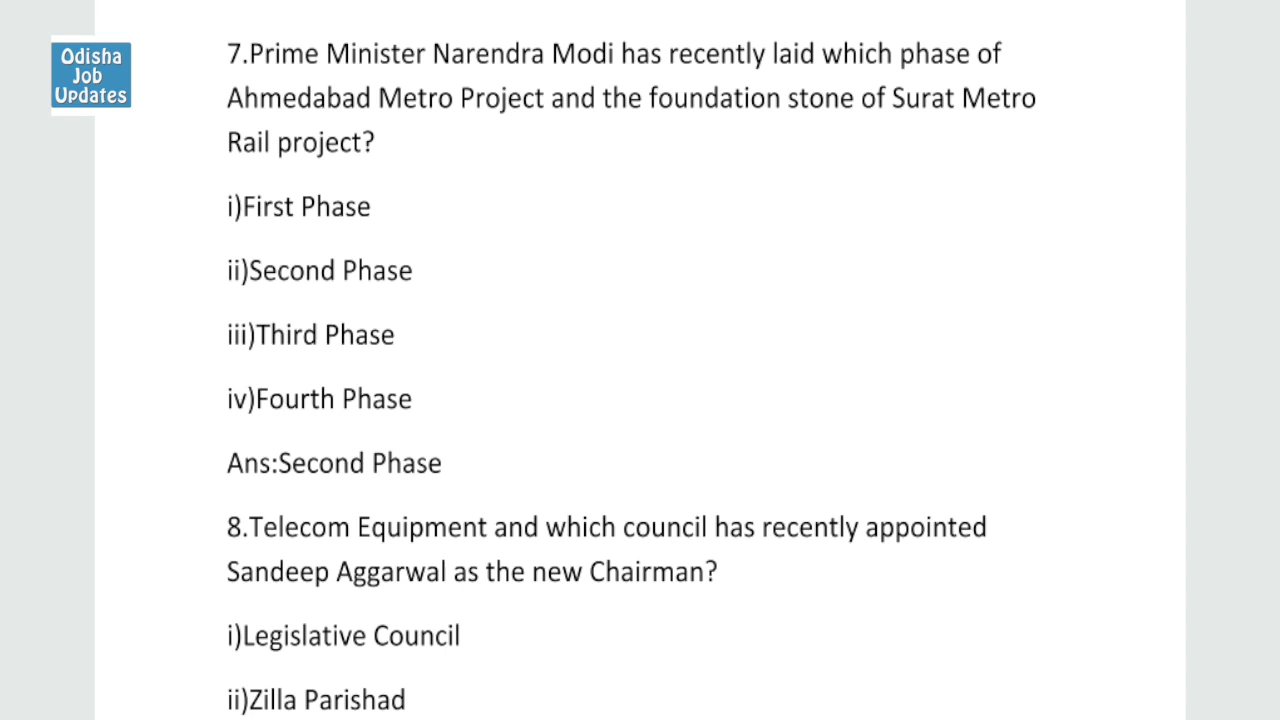 Odisha
Job
Updates
7.Prime Minister Narendra Modi has recently laid which phase of
Ahmedabad Metro Project and the foundation stone of Surat Metro
Rail project?
i)First Phase
ii)Second Phase
iii)Third Phase
iv)Fourth Phase
Ans:Second Phase
8.Telecom Equipment and which council has recently appointed
Sandeep Aggarwal as the new Chairman?
i)Legislative Council
ii)Zilla Parishad